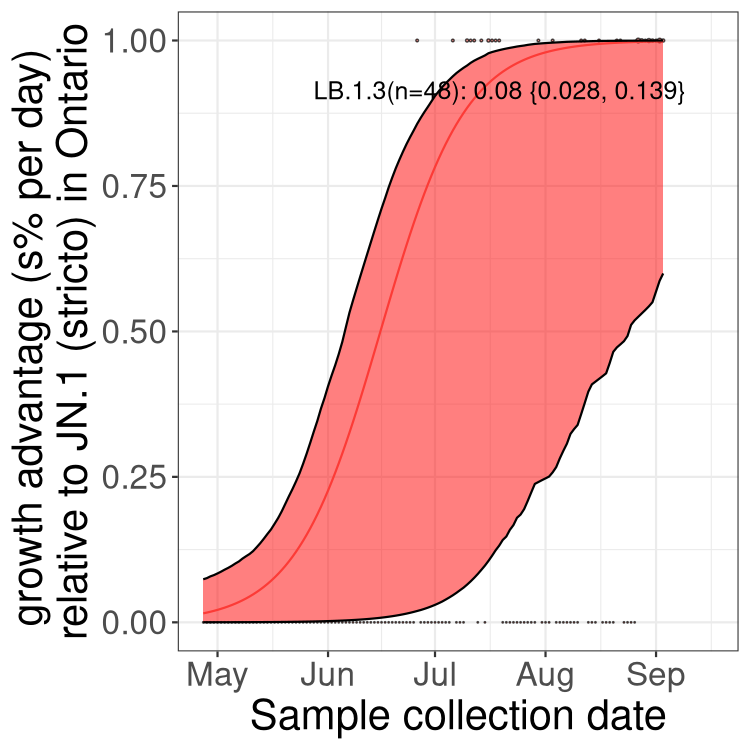 growth advantage (s% per day)
relative to JN.1 (stricto) in Ontario
1.00
0.75
0.50
0.25
0.00
LB.1.3(n=48): 0.08 {0.028, 0.139}
May Jun Jul Aug Sep
Sample collection date